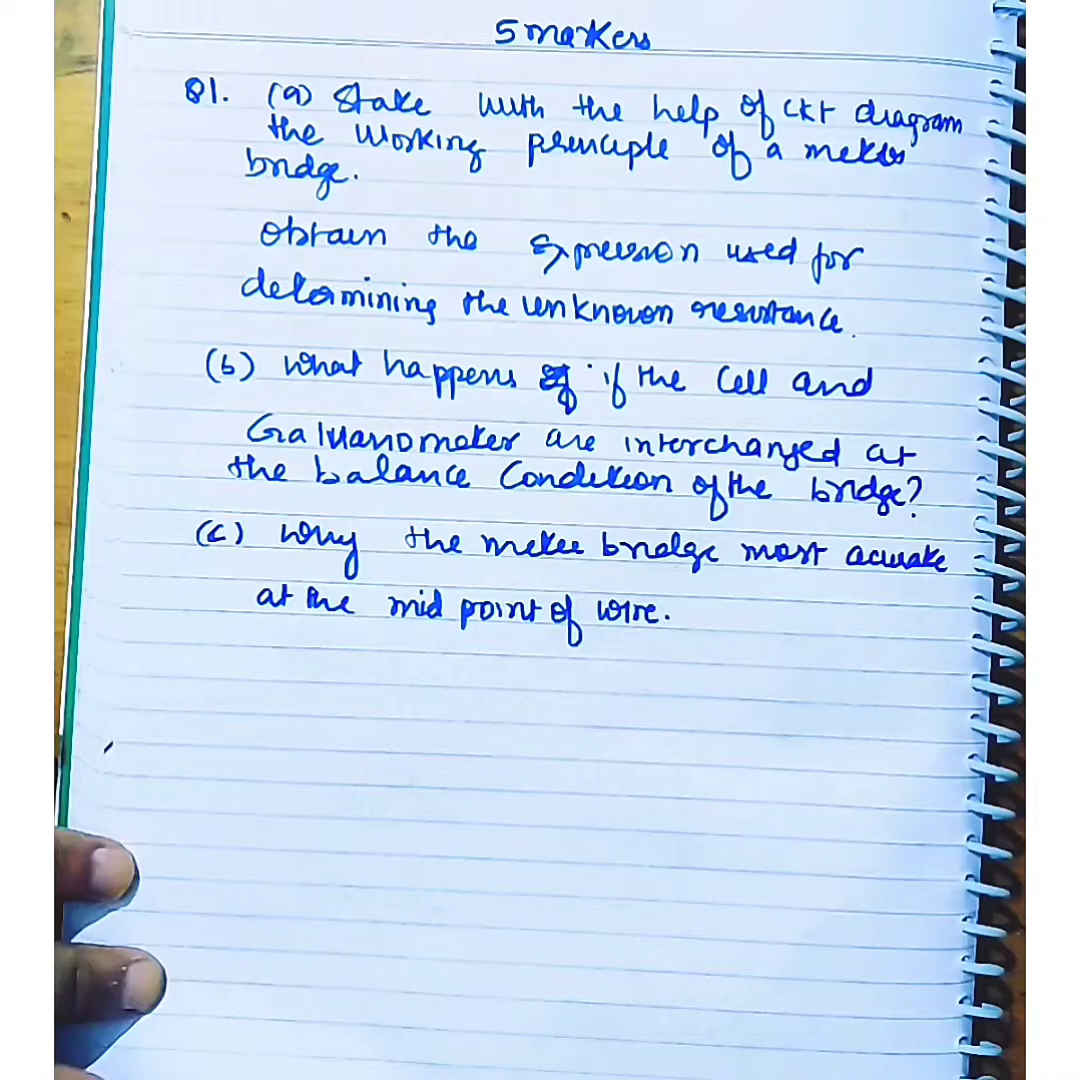 5 markers
Q1. (a) State with the help of ckt diagram
the working principle of a meter
bridge.
obtain the expression used for
determining the unknown resistance.
(b) what happens if the cell and
Galvanometer are interchanged at
the balance Condition of the bridge?
(c) why the meter bridge most accurate
at the mid point of wire.